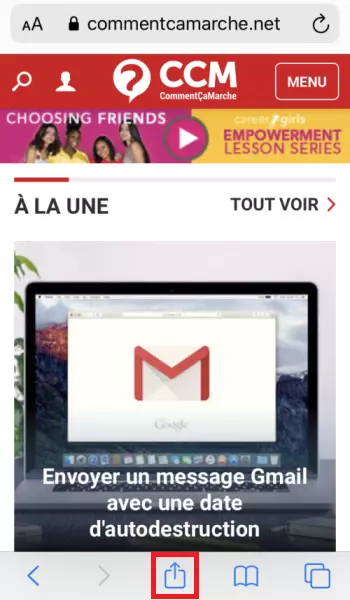 AA commentcamarche.net
CCM
CommentÇaMarche
MENU
CHOOSING FRIENDS
career girls
EMPOWERMENT
LESSON SERIES
À LA UNE
TOUT VOIR
Google
Envoyer un message Gmail
avec une date
d'autodestruction